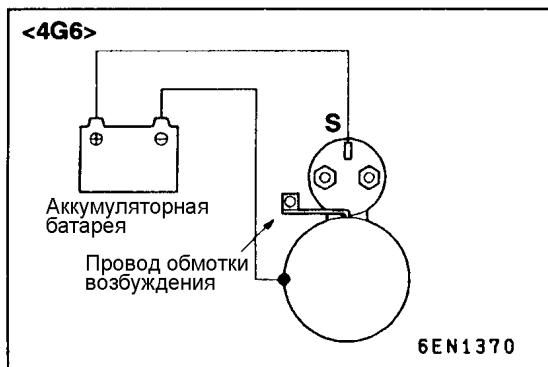 <4G6>
S
⊕ ⊖
Аккумуляторная
батарея
Провод обмотки
возбуждения
6EN1370